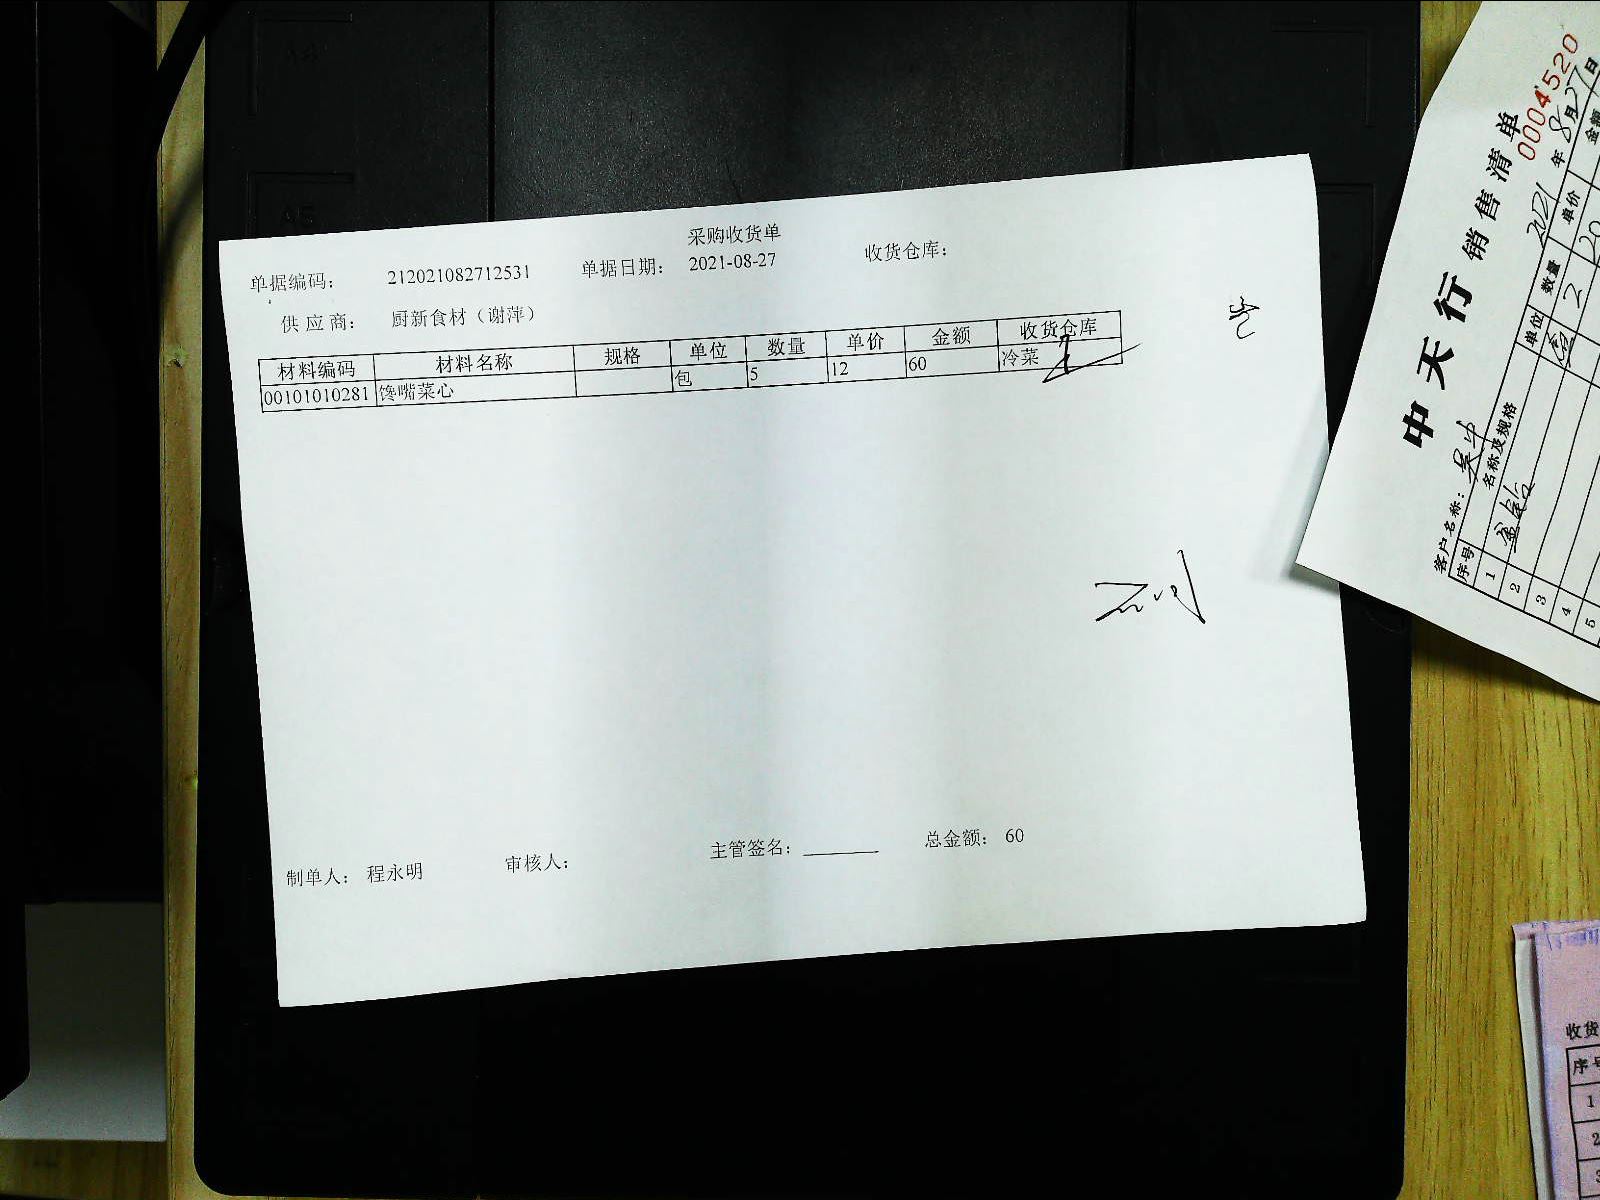 采购收货单
单据编码： 212021082712531 单据日期： 2021-08-27 收货仓库：
供应商： 厨新食材（谢萍）
材料编码 材料名称 规格 单位 数量 单价 金额 收货仓库
00101010281 馋嘴菜心 包 5 12 60 冷菜
制单人： 程永明 审核人： 主管签名： 总金额： 60
中天行 销售清单
0004520
2021 年 8 月 27 日
客户名称：
序号 名称及规格 单位 数量 单价 金额
1 2 20
2
3
4
5
收货
序号
1
2
3